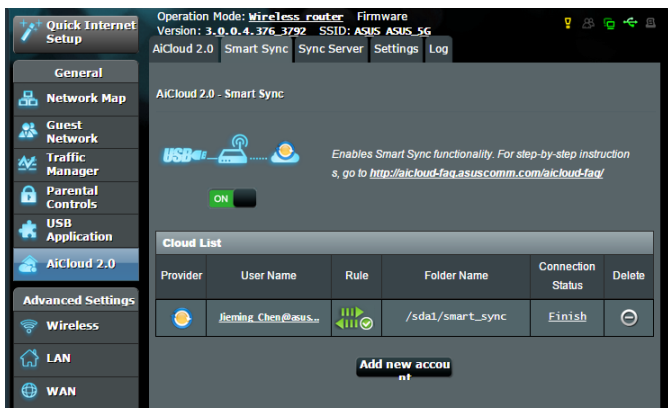 Quick Internet
Setup
General
Network Map
Guest
Network
Traffic
Manager
Parental
Controls
USB
Application
AiCloud 2.0
Advanced Settings
Wireless
LAN
WAN
Operation Mode: Wireless router Firmware
Version: 3.0.0.4.376_3792 SSID: ASUS ASUS_5G
AiCloud 2.0 Smart Sync Sync Server Settings Log
AiCloud 2.0 - Smart Sync
USB
Enables Smart Sync functionality. For step-by-step instruction
s, go to http://aicloud-faq.asuscomm.com/aicloud-faq/
ON
Cloud List
Provider User Name Rule Folder Name Connection Status Delete
Jieming_Chen@asus... /sda1/smart_sync Finish
Add new accou
nt